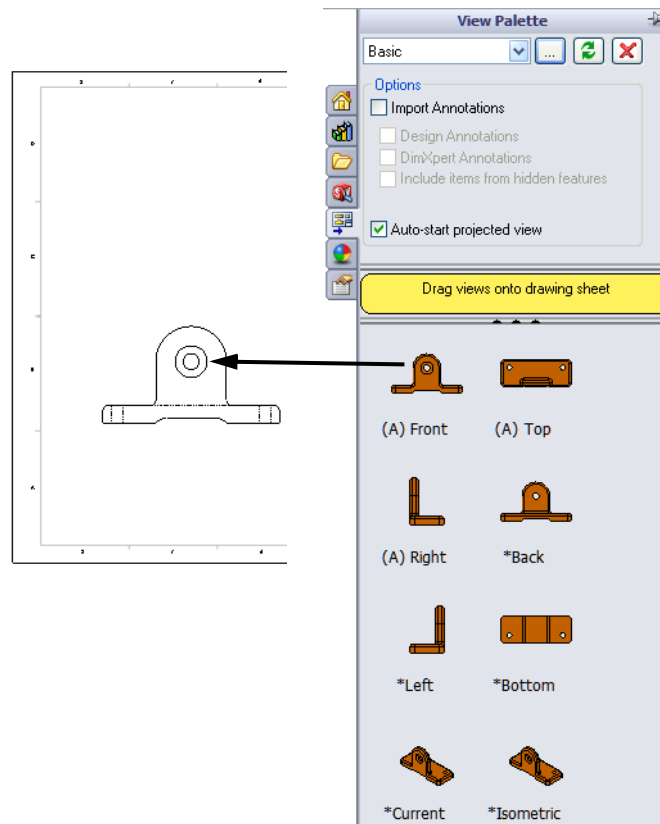 View Palette
Basic
...
Options
Import Annotations
Design Annotations
DimXpert Annotations
Include items from hidden features
Auto-start projected view
Drag views onto drawing sheet
(A) Front
(A) Top
(A) Right
*Back
*Left
*Bottom
*Current
*Isometric